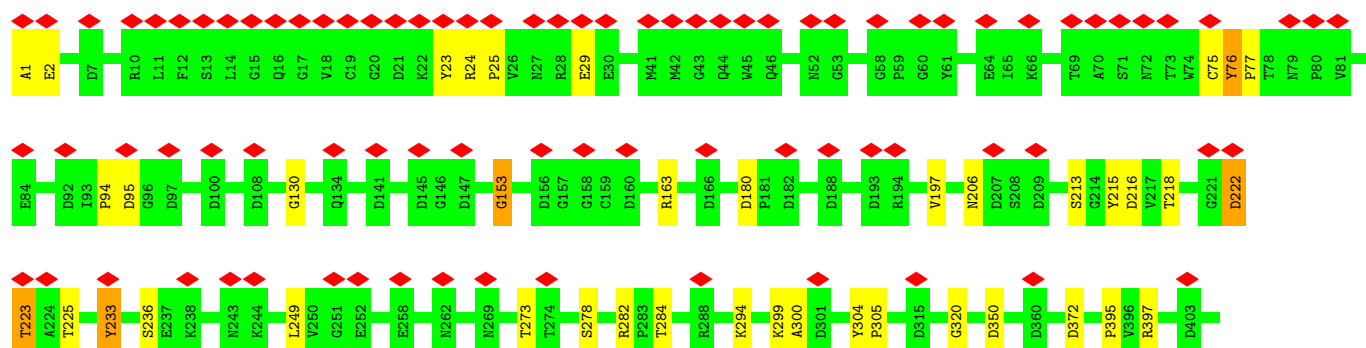 A1 E2 D7 R10 L11 F12 S13 L14 G15 Q16 G17 V18 C19 G20 D21 K22 Y23 R24 P25 V26 N27 R28 E29 E30 M41 M42 G43 Q44 W45 Q46 N52 G53 G58 P59 G60 Y61 E64 I65 K66 T69 A70 S71 N72 T73 W74 C75 Y76 P77 T78 N79 P80 V81
E84 D92 I93 P94 D95 G96 D97 D100 D108 G130 Q134 D141 D145 G146 D147 G153 D156 G157 G158 C159 D160 R163 D166 D180 P181 D182 D188 D193 R194 V197 N206 D207 S208 D209 S213 G214 Y215 D216 V217 T218 G221 D222
T223 A224 T225 Y233 S236 E237 K238 N243 K244 L249 V250 G251 E252 E258 N262 N269 T273 T274 S278 R282 P283 T284 R288 K294 K299 A300 D301 Y304 P305 D315 G320 D350 D360 D372 P395 V396 R397 D403